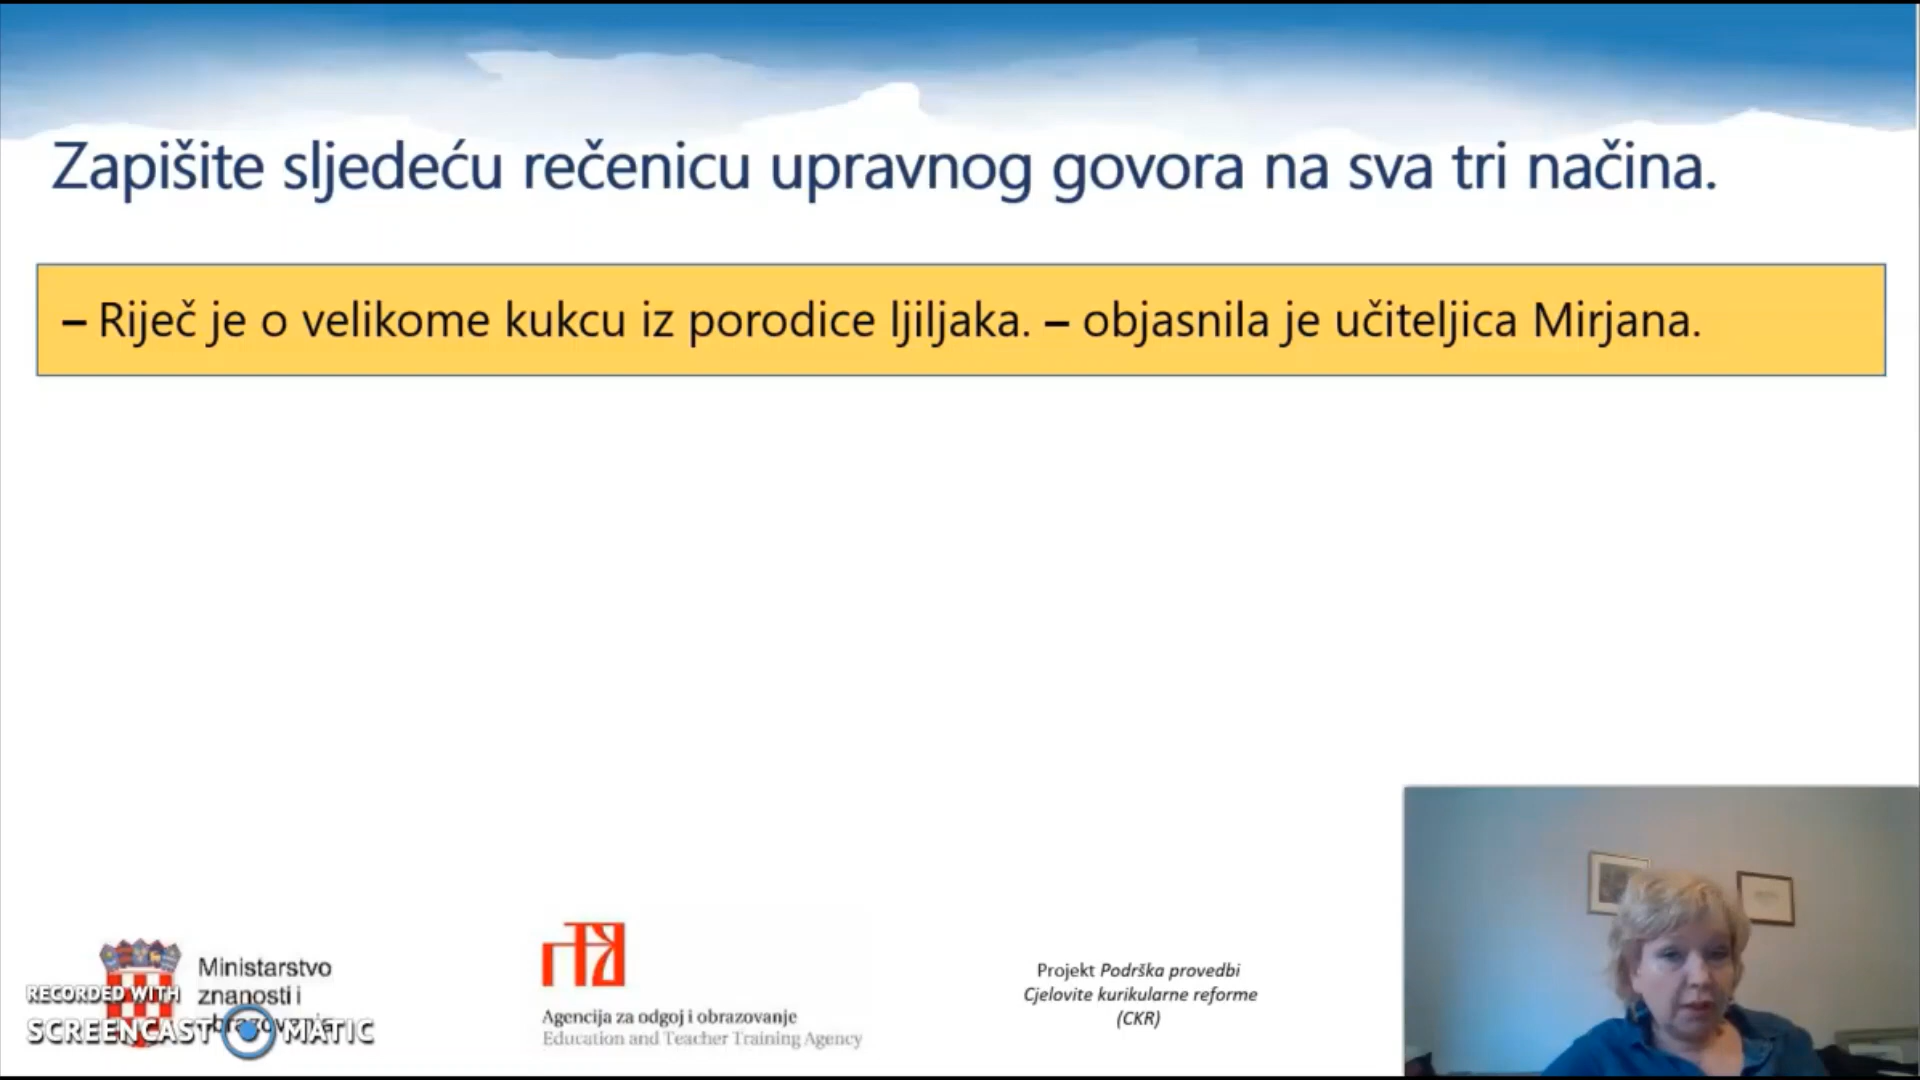 Zapišite sljedeću rečenicu upravnog govora na sva tri načina.
– Riječ je o velikome kukcu iz porodice ljiljaka. – objasnila je učiteljica Mirjana.
Ministarstvo
znanosti i
obrazovanja
RECORDED WITH
SCREENCAST MATIC
Agencija za odgoj i obrazovanje
Education and Teacher Training Agency
Projekt Podrška provedbi
Cjelovite kurikularne reforme
(CKR)